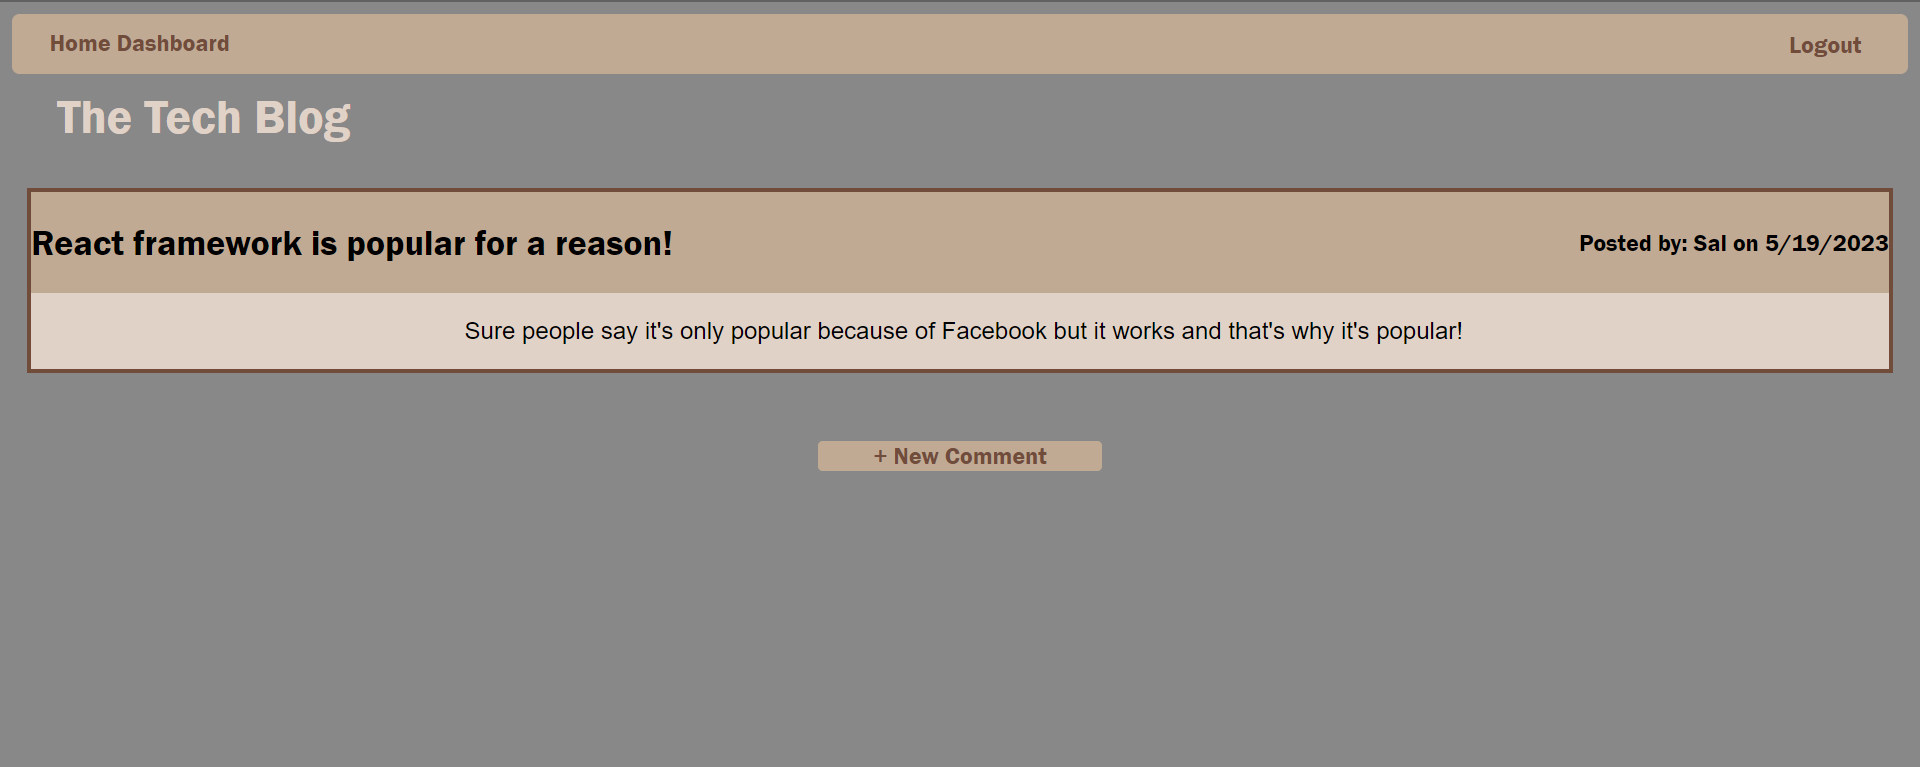 Home Dashboard Logout
The Tech Blog
React framework is popular for a reason! Posted by: Sal on 5/19/2023
Sure people say it's only popular because of Facebook but it works and that's why it's popular!
+ New Comment